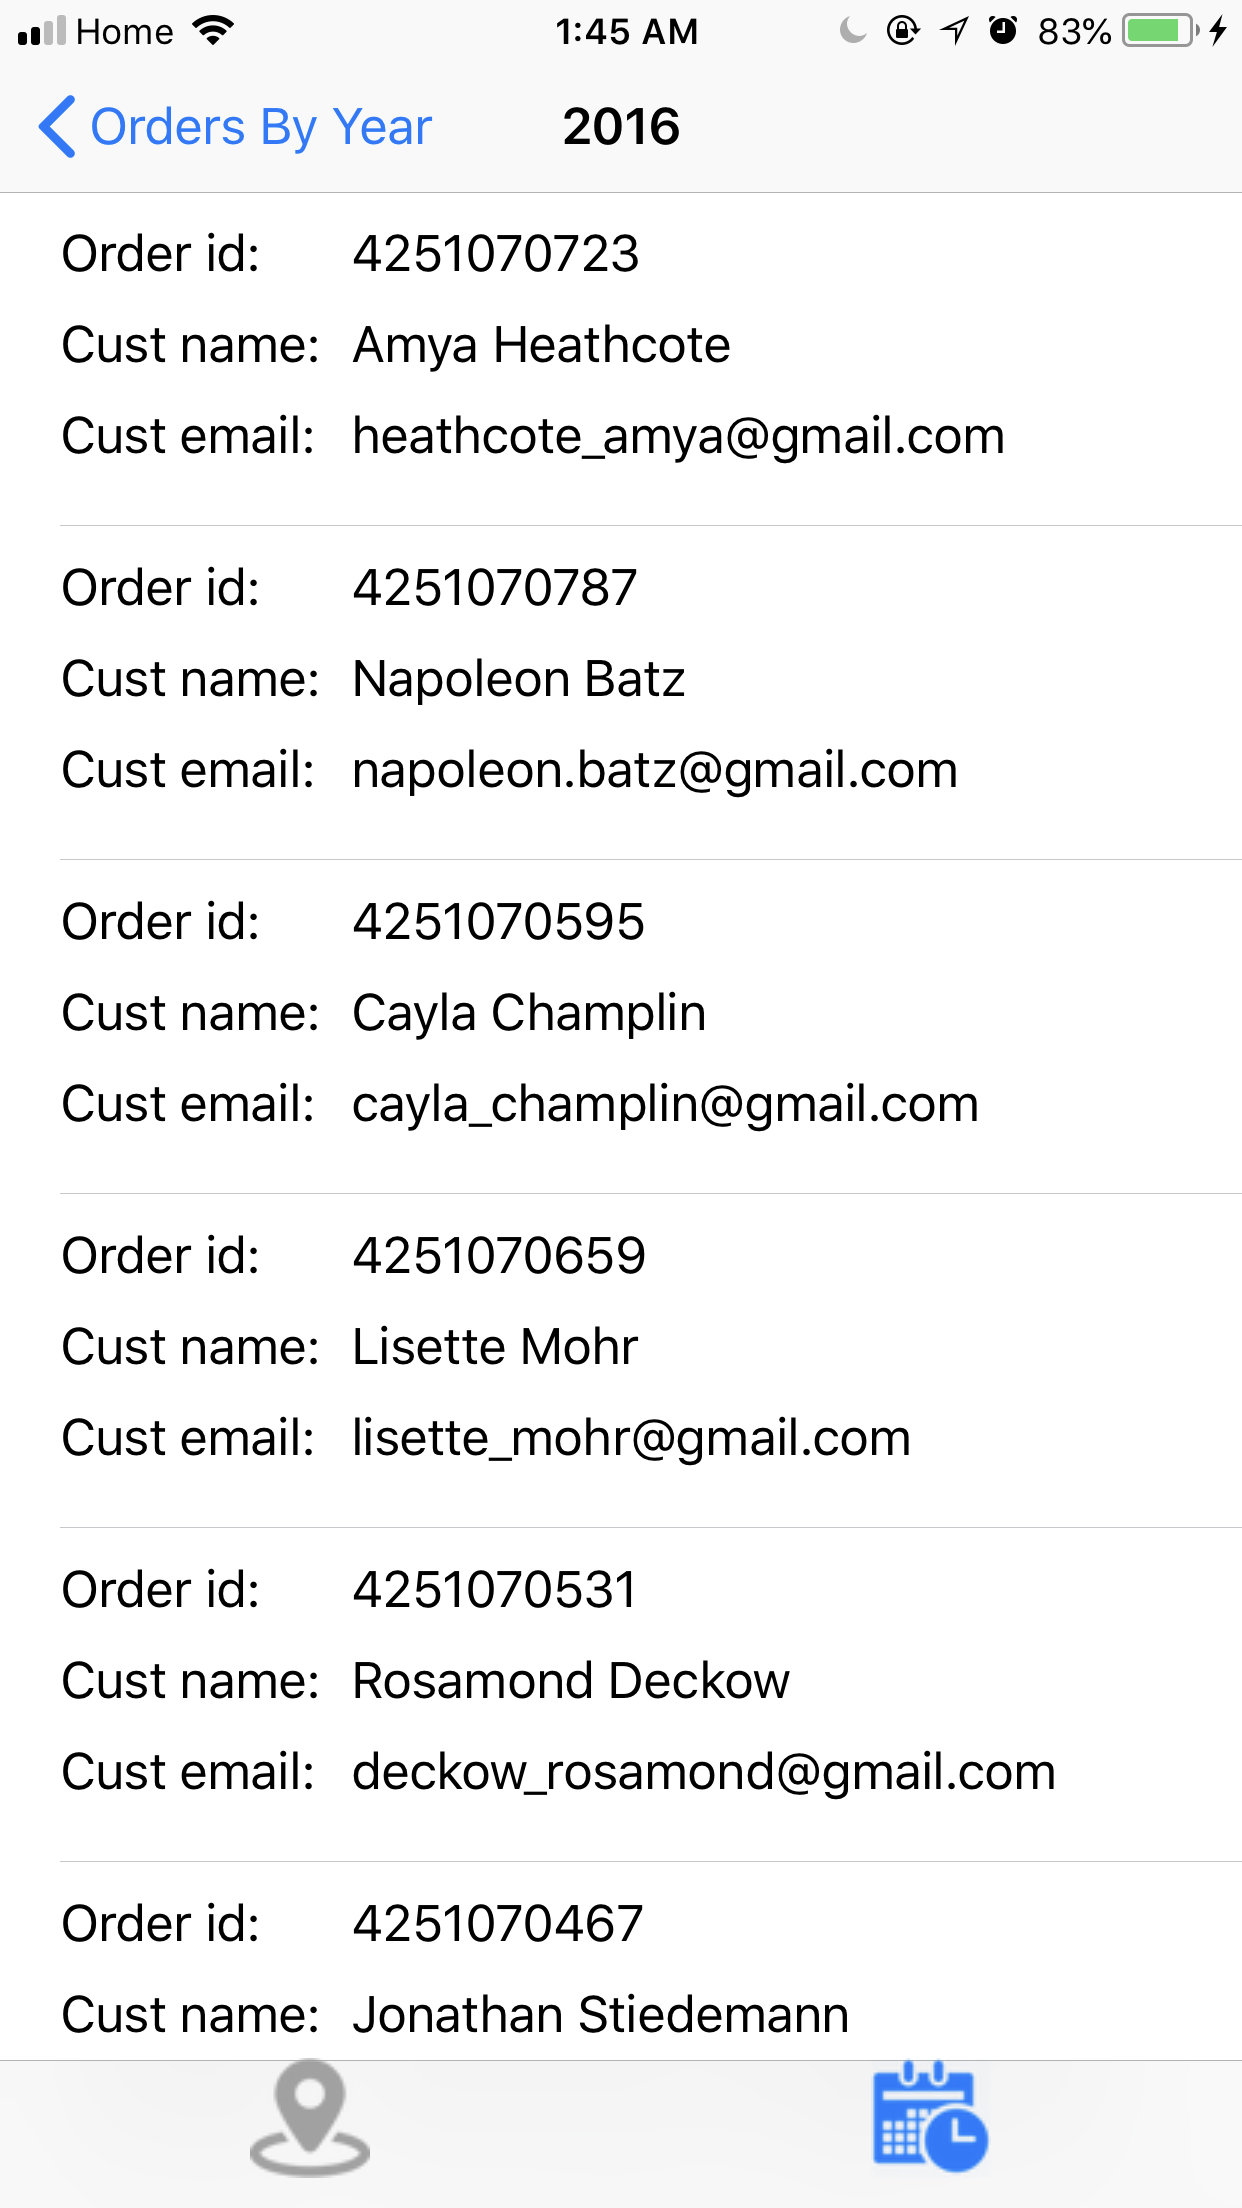 Home 1:45 AM 83%
Orders By Year 2016
Order id: 4251070723
Cust name: Amya Heathcote
Cust email: heathcote_amya@gmail.com
Order id: 4251070787
Cust name: Napoleon Batz
Cust email: napoleon.batz@gmail.com
Order id: 4251070595
Cust name: Cayla Champlin
Cust email: cayla_champlin@gmail.com
Order id: 4251070659
Cust name: Lisette Mohr
Cust email: lisette_mohr@gmail.com
Order id: 4251070531
Cust name: Rosamond Deckow
Cust email: deckow_rosamond@gmail.com
Order id: 4251070467
Cust name: Jonathan Stiedemann